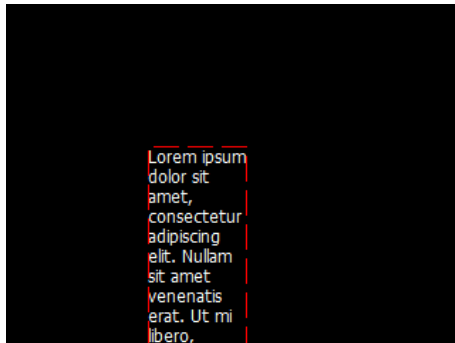 Lorem ipsum
dolor sit
amet,
consectetur
adipiscing
elit. Nullam
sit amet
venenatis
erat. Ut mi
libero,